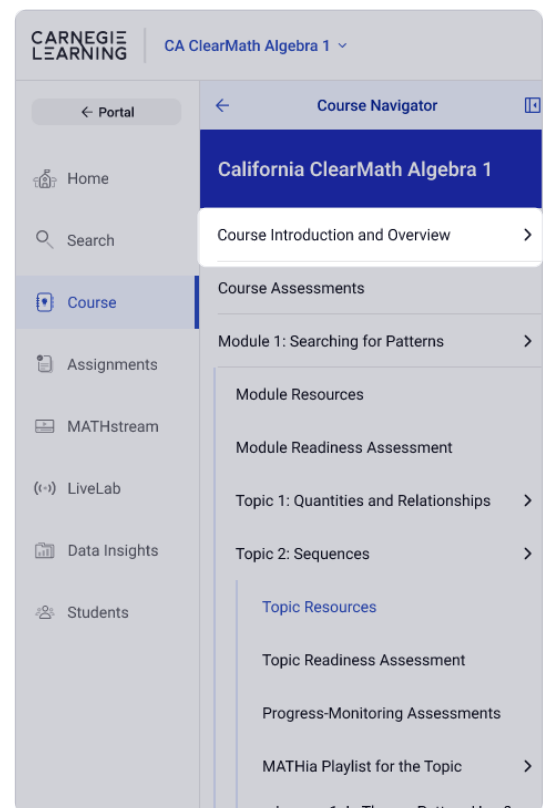 CARNEGIE
LEARNING
CA ClearMath Algebra 1
← Portal
Home
Search
Course
Assignments
MATHstream
LiveLab
Data Insights
Students
Course Navigator
California ClearMath Algebra 1
Course Introduction and Overview
Course Assessments
Module 1: Searching for Patterns
Module Resources
Module Readiness Assessment
Topic 1: Quantities and Relationships
Topic 2: Sequences
Topic Resources
Topic Readiness Assessment
Progress-Monitoring Assessments
MATHia Playlist for the Topic